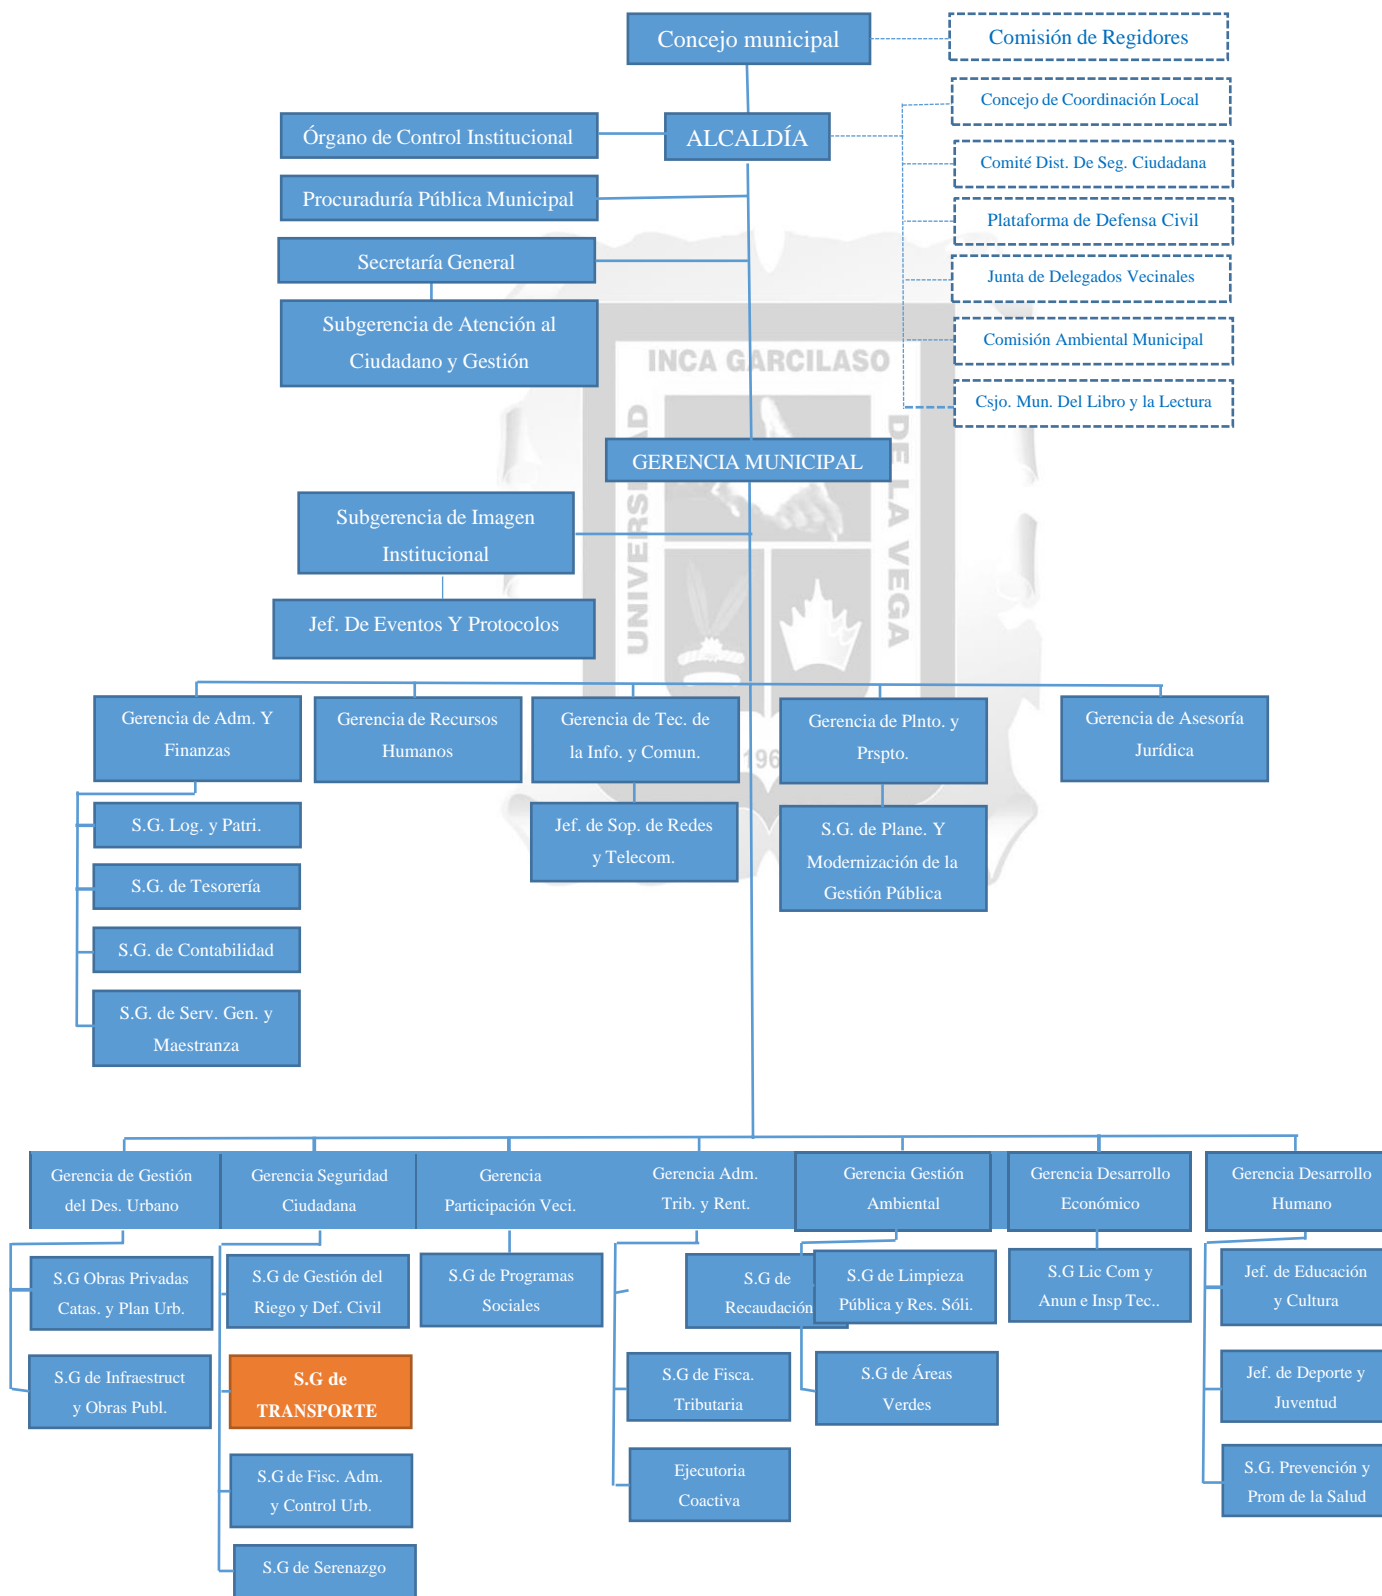 Concejo municipal
Comisión de Regidores
Concejo de Coordinación Local
Órgano de Control Institucional
ALCALDÍA
Comité Dist. De Seg. Ciudadana
Procuraduría Pública Municipal
Plataforma de Defensa Civil
Secretaría General
Junta de Delegados Vecinales
Subgerencia de Atención al
Ciudadano y Gestión
Comisión Ambiental Municipal
Csjo. Mun. Del Libro y la Lectura
INCA GARCILASO
UNIVERSIDAD
DE LA VEGA
196
GERENCIA MUNICIPAL
Subgerencia de Imagen
Institucional
Jef. De Eventos Y Protocolos
Gerencia de Adm. Y
Finanzas
Gerencia de Recursos
Humanos
Gerencia de Tec. de
la Info. y Comun.
Gerencia de Plnto. y
Prspto.
Gerencia de Asesoría
Jurídica
S.G. Log. y Patri.
S.G. de Tesorería
S.G. de Contabilidad
S.G. de Serv. Gen. y
Maestranza
Jef. de Sop. de Redes
y Telecom.
S.G. de Plane. Y
Modernización de la
Gestión Pública
Gerencia de Gestión
del Des. Urbano
Gerencia Seguridad
Ciudadana
Gerencia
Participación Veci.
Gerencia Adm.
Trib. y Rent.
Gerencia Gestión
Ambiental
Gerencia Desarrollo
Económico
Gerencia Desarrollo
Humano
S.G Obras Privadas
Catas. y Plan Urb.
S.G de Infraestruct
y Obras Publ.
S.G de Gestión del
Riego y Def. Civil
S.G de
TRANSPORTE
S.G de Fisc. Adm.
y Control Urb.
S.G de Serenazgo
S.G de Programas
Sociales
S.G de
Recaudación
S.G de Fisca.
Tributaria
Ejecutoria
Coactiva
S.G de Limpieza
Pública y Res. Sóli.
S.G de Áreas
Verdes
S.G Lic Com y
Anun e Insp Tec..
Jef. de Educación
y Cultura
Jef. de Deporte y
Juventud
S.G. Prevención y
Prom de la Salud